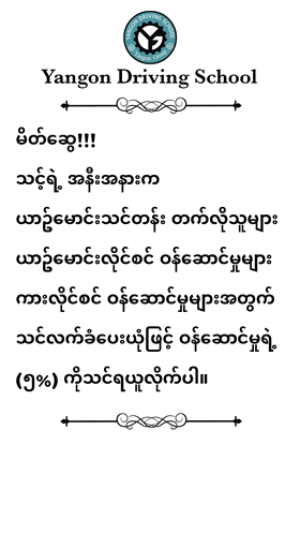 YANGON DRIVING SCHOOL
YG
Yangon Driving School
မိတ်ဆွေ!!!
သင့်ရဲ့ အနီးအနားက
ယာဥ်မောင်းသင်တန်း တက်လိုသူများ
ယာဥ်မောင်းလိုင်စင် ဝန်ဆောင်မှုများ
ကားလိုင်စင် ဝန်ဆောင်မှုများအတွက်
သင်လက်ခံပေးယုံဖြင့် ဝန်ဆောင်မှုရဲ့
(၅%) ကိုသင်ရယူလိုက်ပါ။